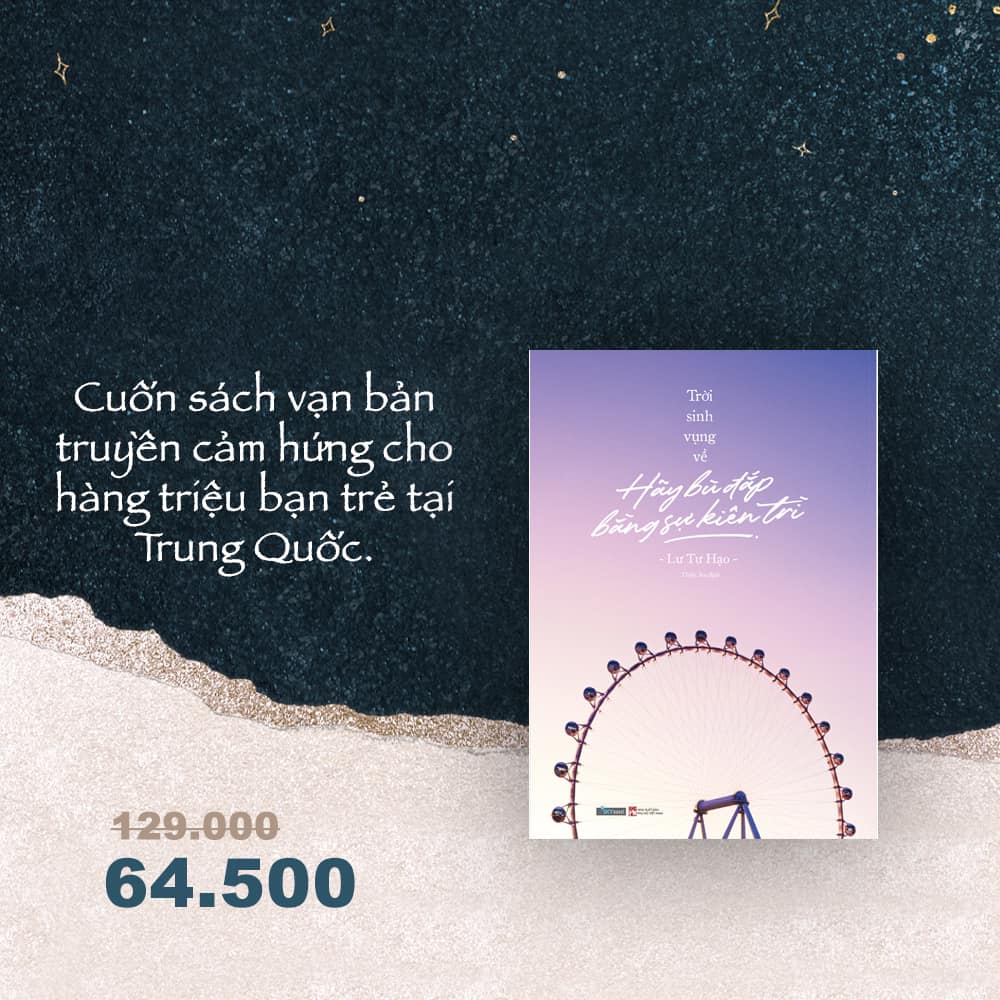 Cuốn sách vạn bản
truyền cảm hứng cho
hàng triệu bạn trẻ tại
Trung Quốc.
Trời
sinh
vụng
về
Hãy bù đắp
bằng sự kiên trì
- Lư Tư Hạo -
129.000
64.500